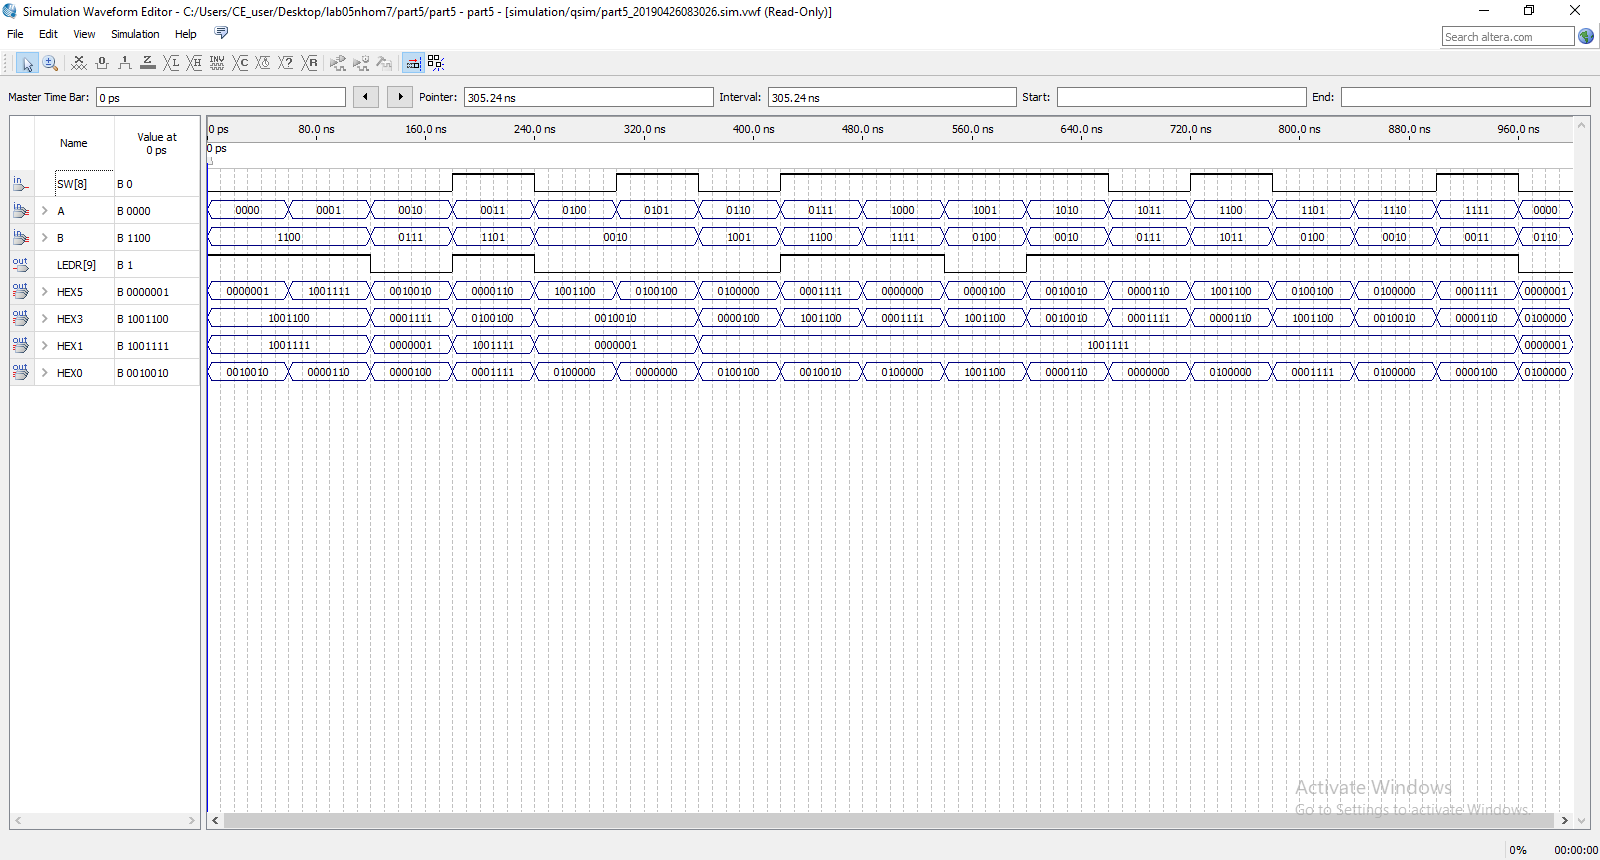 Simulation Waveform Editor - C:/Users/CE_user/Desktop/lab05nhom7/part5/part5 - part5 - [simulation/qsim/part5_20190426083026.sim.vwf (Read-Only)]
File Edit View Simulation Help
Search altera.com
Master Time Bar: 0 ps Pointer: 305.24 ns Interval: 305.24 ns Start: End:
Name Value at 0 ps
0 ps 80.0 ns 160.0 ns 240.0 ns 320.0 ns 400.0 ns 480.0 ns 560.0 ns 640.0 ns 720.0 ns 800.0 ns 880.0 ns 960.0 ns
0 ps
in SW[8] B 0
in A B 0000 0000 0001 0010 0011 0100 0101 0110 0111 1000 1001 1010 1011 1100 1101 1110 1111 0000
in B B 1100 1100 0111 1101 0010 1001 1100 1111 0100 0010 0111 1011 0100 0010 0011 0110
out LEDR[9] B 1
out HEX5 B 0000001 0000001 1001111 0010010 0000110 1001100 0100100 0100000 0001111 0000000 0000100 0010010 0000110 1001100 0100100 0100000 0001111 0000001
out HEX3 B 1001100 1001100 0001111 0100100 0010010 0000100 1001100 0001111 1001100 0010010 0001111 0000110 1001100 0010010 0000110 0100000
out HEX1 B 1001111 1001111 0000001 1001111 0000001 1001111 0000001
out HEX0 B 0010010 0010010 0000110 0000100 0001111 0100000 0000000 0100100 0010010 0100000 1001100 0000110 0000000 0100000 0001111 0100000 0000100 0100000
Activate Windows
Go to Settings to activate Windows.
0% 00:00:00